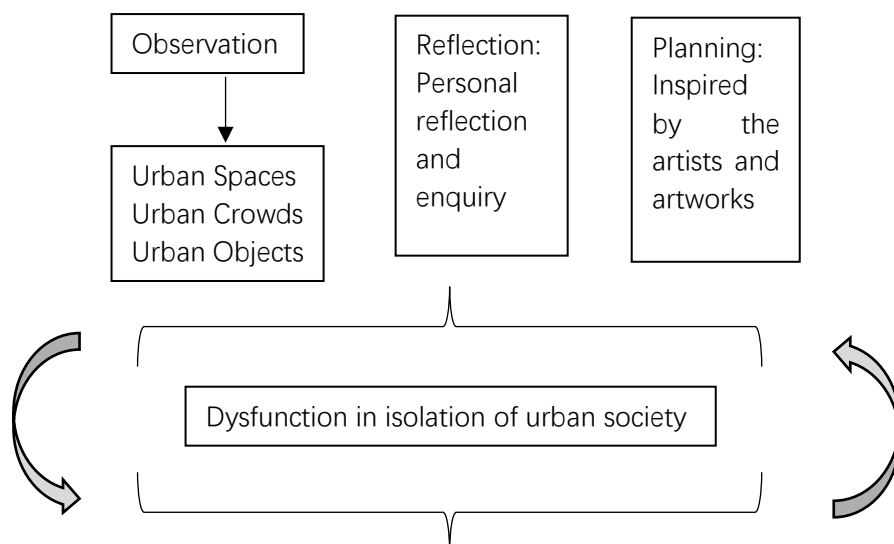 Observation
Urban Spaces
Urban Crowds
Urban Objects
Reflection:
Personal
reflection
and
enquiry
Planning:
Inspired
by the
artists and
artworks
Dysfunction in isolation of urban society